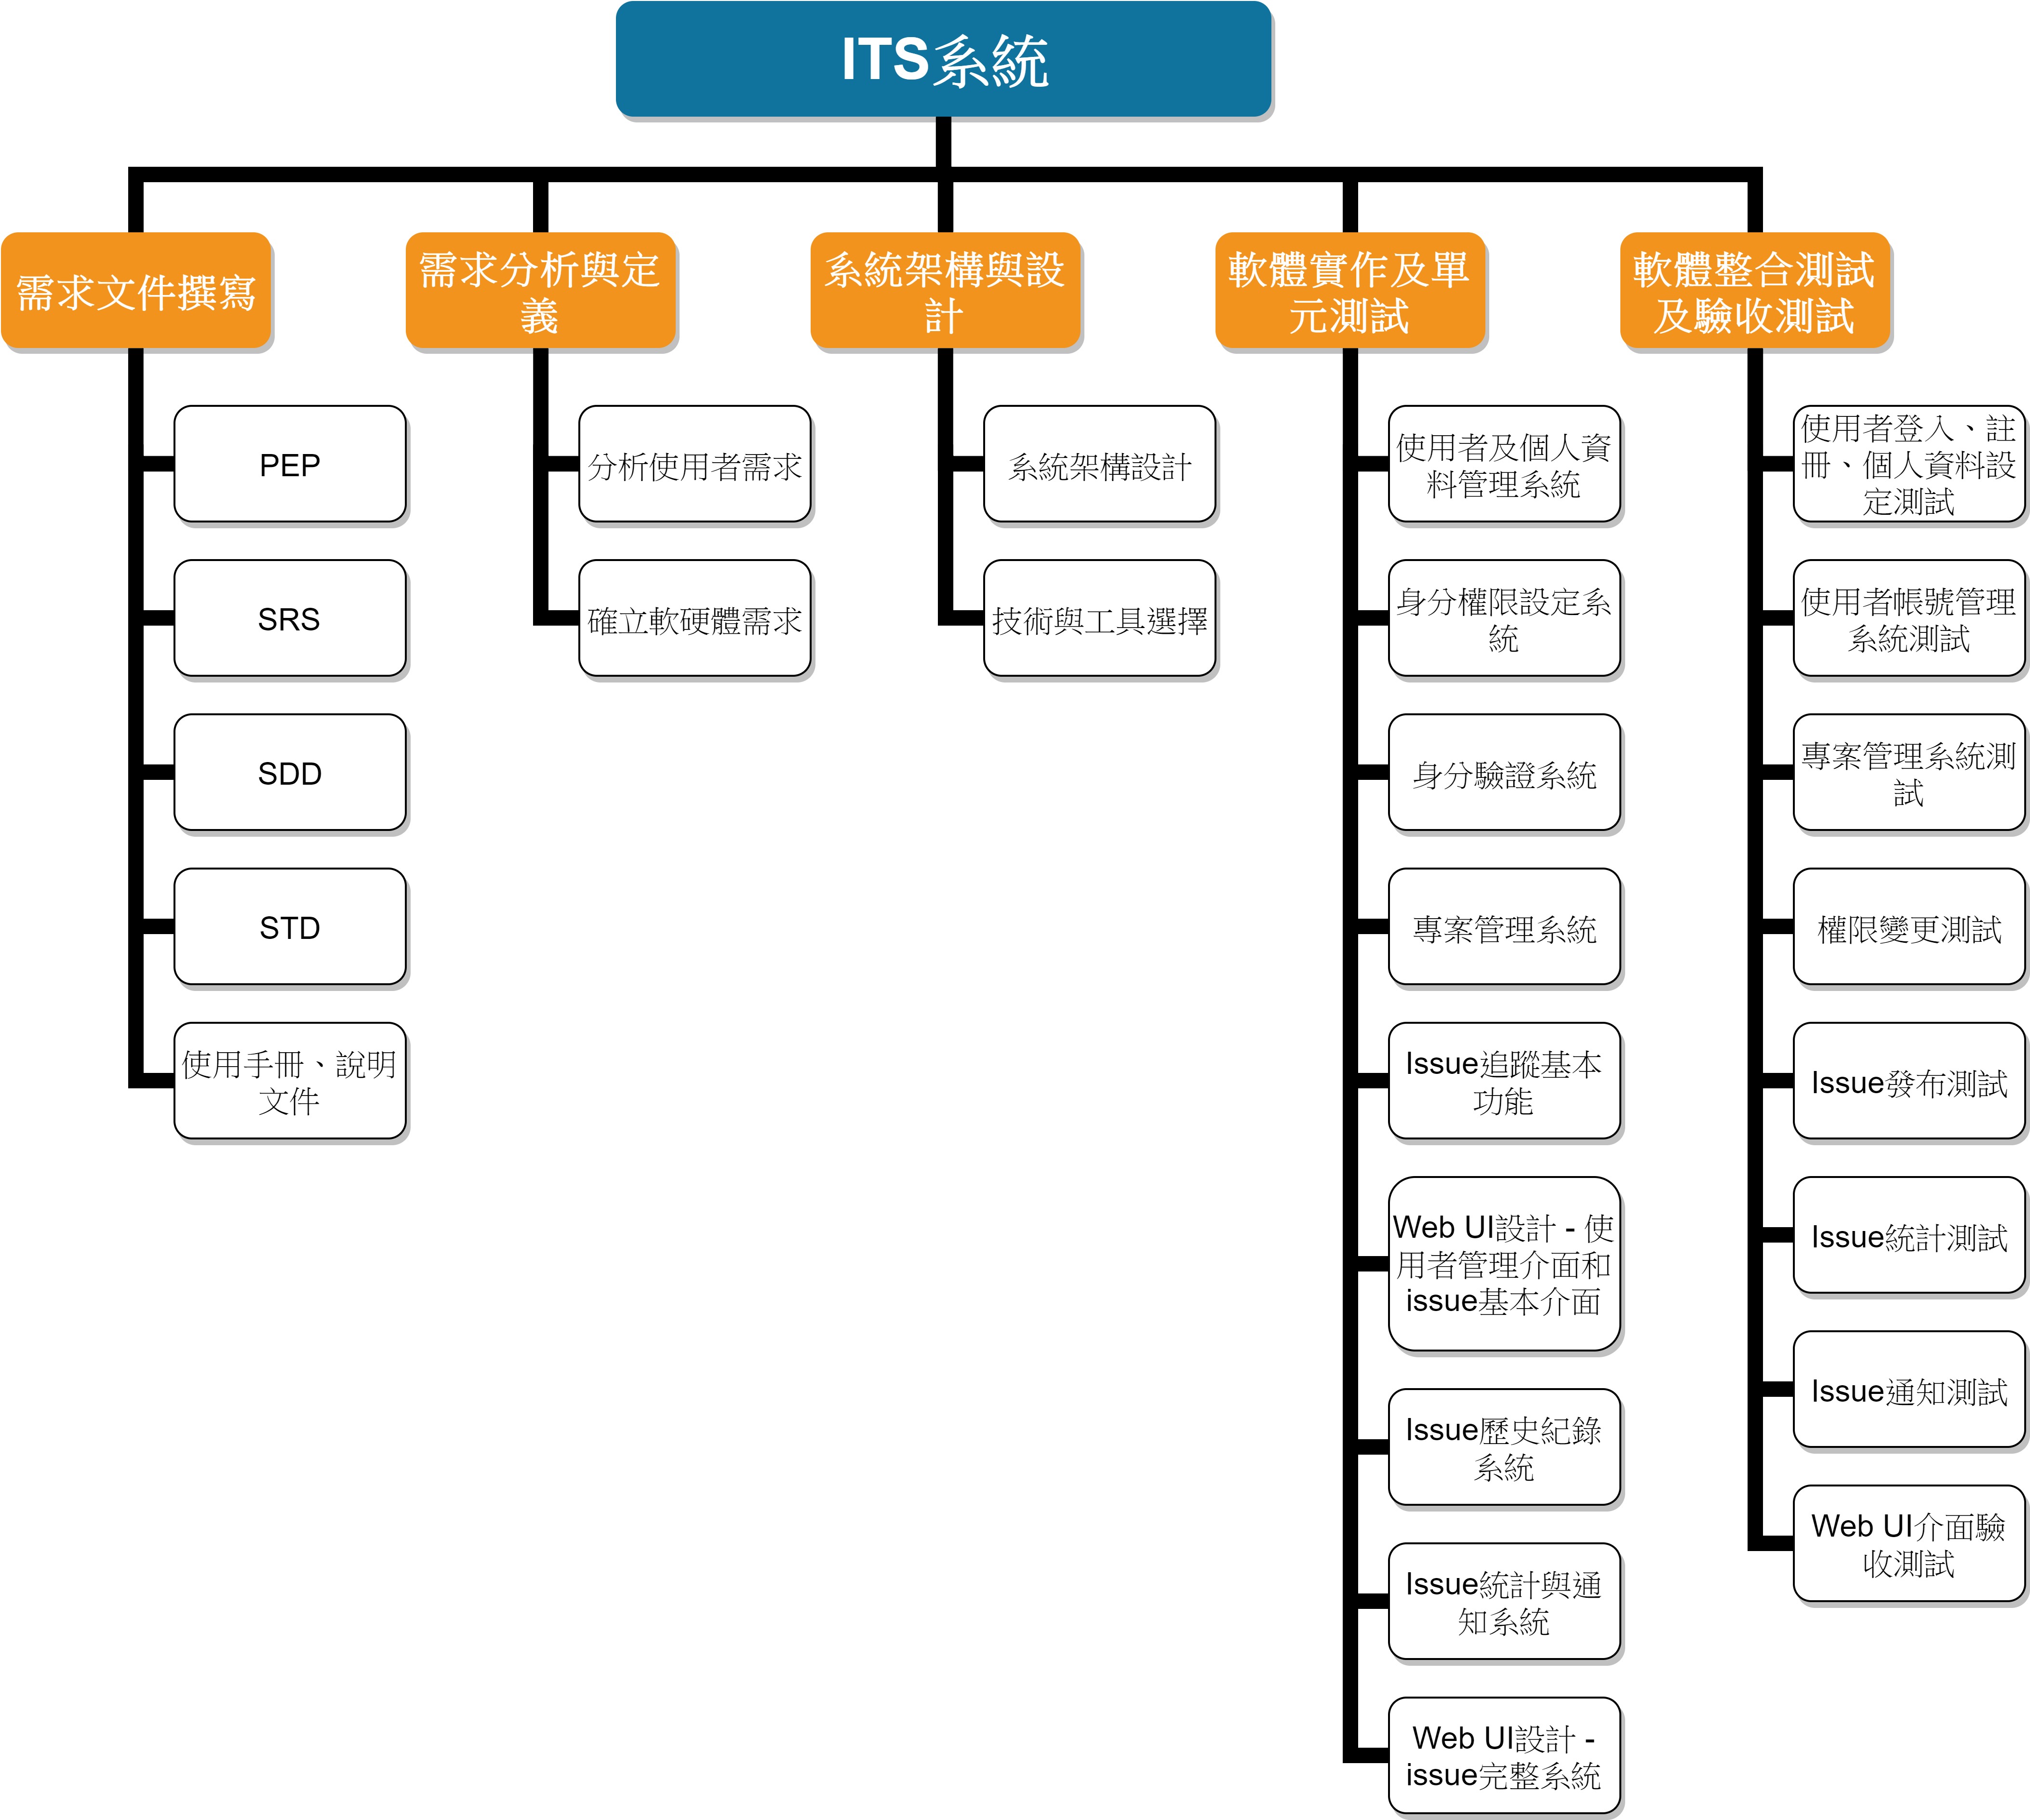 ITS系統
需求文件撰寫
PEP
SRS
SDD
STD
使用手冊、說明
文件
需求分析與定
義
分析使用者需求
確立軟硬體需求
系統架構與設
計
系統架構設計
技術與工具選擇
軟體實作及單
元測試
使用者及個人資
料管理系統
身分權限設定系
統
身分驗證系統
專案管理系統
Issue追蹤基本
功能
Web UI設計 - 使
用者管理介面和
issue基本介面
Issue歷史紀錄
系統
Issue統計與通
知系統
Web UI設計 -
issue完整系統
軟體整合測試
及驗收測試
使用者登入、註
冊、個人資料設
定測試
使用者帳號管理
系統測試
專案管理系統測
試
權限變更測試
Issue發布測試
Issue統計測試
Issue通知測試
Web UI介面驗
收測試